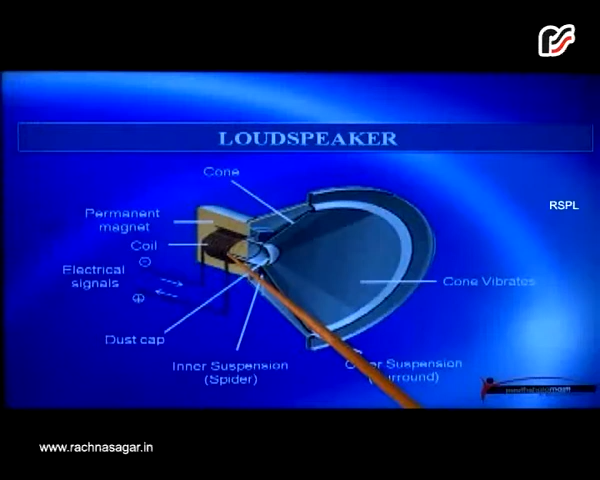 LOUDSPEAKER
RSPL
Cone
Permanent
magnet
Coil
Electrical
signals
Cone Vibrates
Dust cap
Inner Suspension
(Spider)
Suspension
www.rachnasagar.in